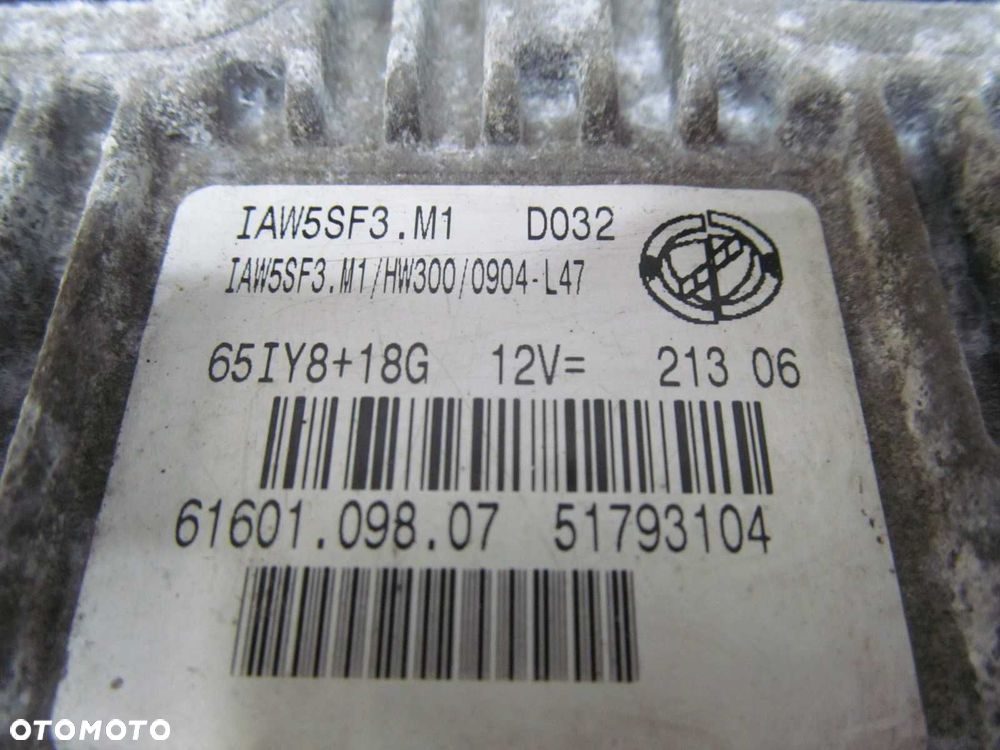 IAW5SF3.M1 D032
IAW5SF3.M1/HW300/0904-L47
65IY8+18G 12V= 213 06
61601.098.07 51793104
OTOMOTO